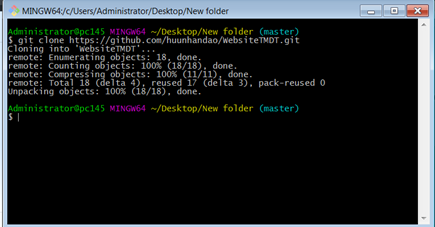 MINGW64:/c/Users/Administrator/Desktop/New folder
Administrator@pc145 MINGW64 ~/Desktop/New folder (master)
$ git clone https://github.com/huunhandao/WebsiteTMDT.git
Cloning into 'WebsiteTMDT'...
remote: Enumerating objects: 18, done.
remote: Counting objects: 100% (18/18), done.
remote: Compressing objects: 100% (11/11), done.
remote: Total 18 (delta 4), reused 17 (delta 3), pack-reused 0
Unpacking objects: 100% (18/18), done.
Administrator@pc145 MINGW64 ~/Desktop/New folder (master)
$